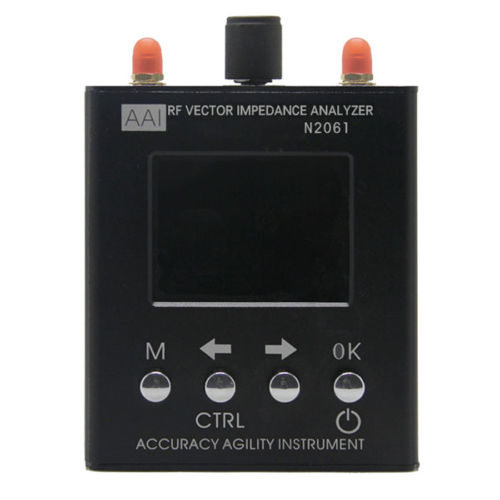 AAI RF VECTOR IMPEDANCE ANALYZER
N2061
M ← → 0K
CTRL
ACCURACY AGILITY INSTRUMENT